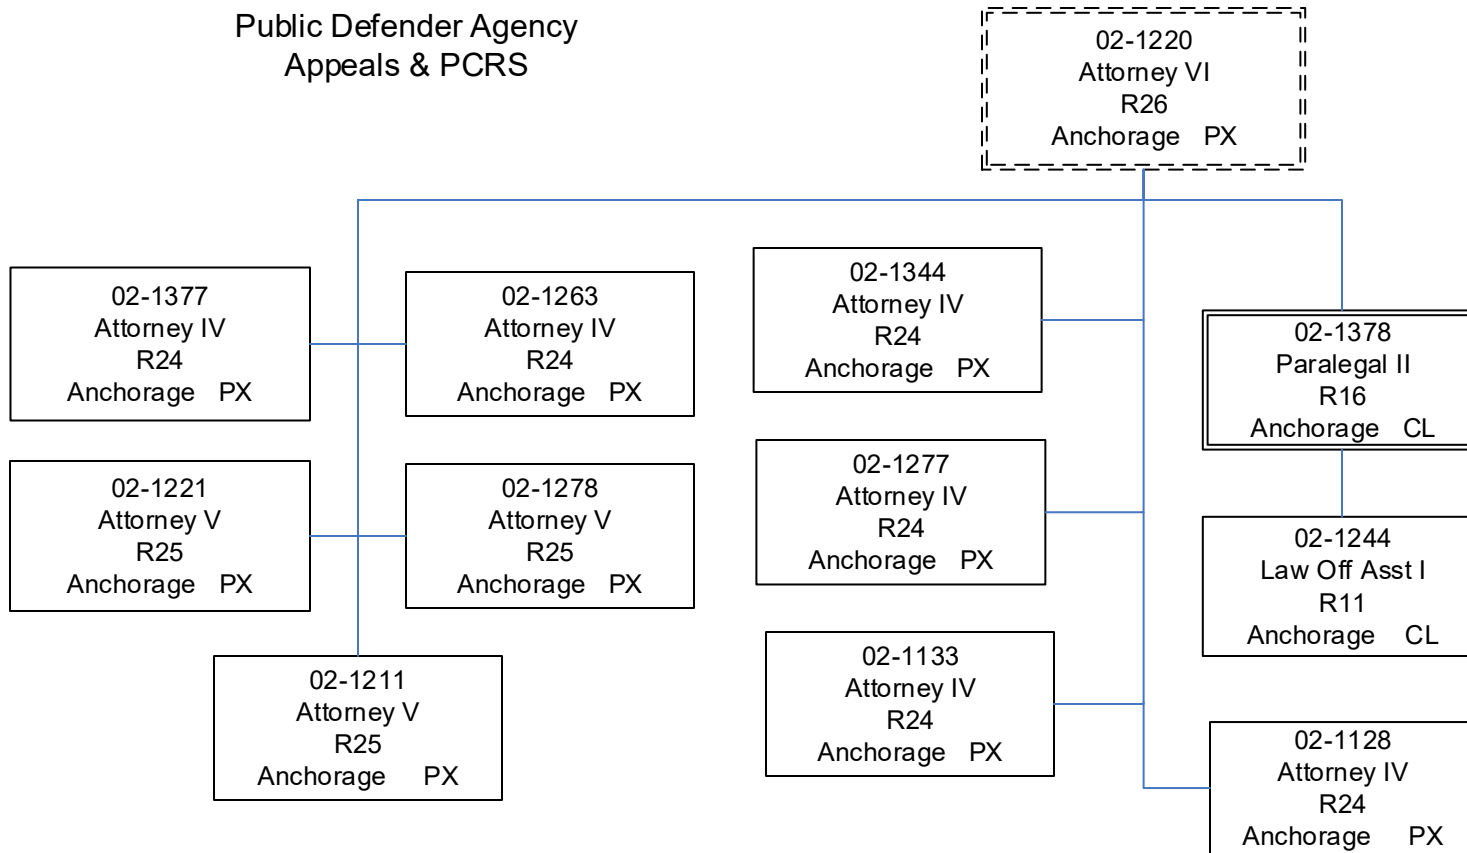 Public Defender Agency
Appeals & PCRS
02-1220
Attorney VI
R26
Anchorage PX
02-1377
Attorney IV
R24
Anchorage PX
02-1263
Attorney IV
R24
Anchorage PX
02-1344
Attorney IV
R24
Anchorage PX
02-1378
Paralegal II
R16
Anchorage CL
02-1221
Attorney V
R25
Anchorage PX
02-1278
Attorney V
R25
Anchorage PX
02-1277
Attorney IV
R24
Anchorage PX
02-1244
Law Off Asst I
R11
Anchorage CL
02-1211
Attorney V
R25
Anchorage PX
02-1133
Attorney IV
R24
Anchorage PX
02-1128
Attorney IV
R24
Anchorage PX